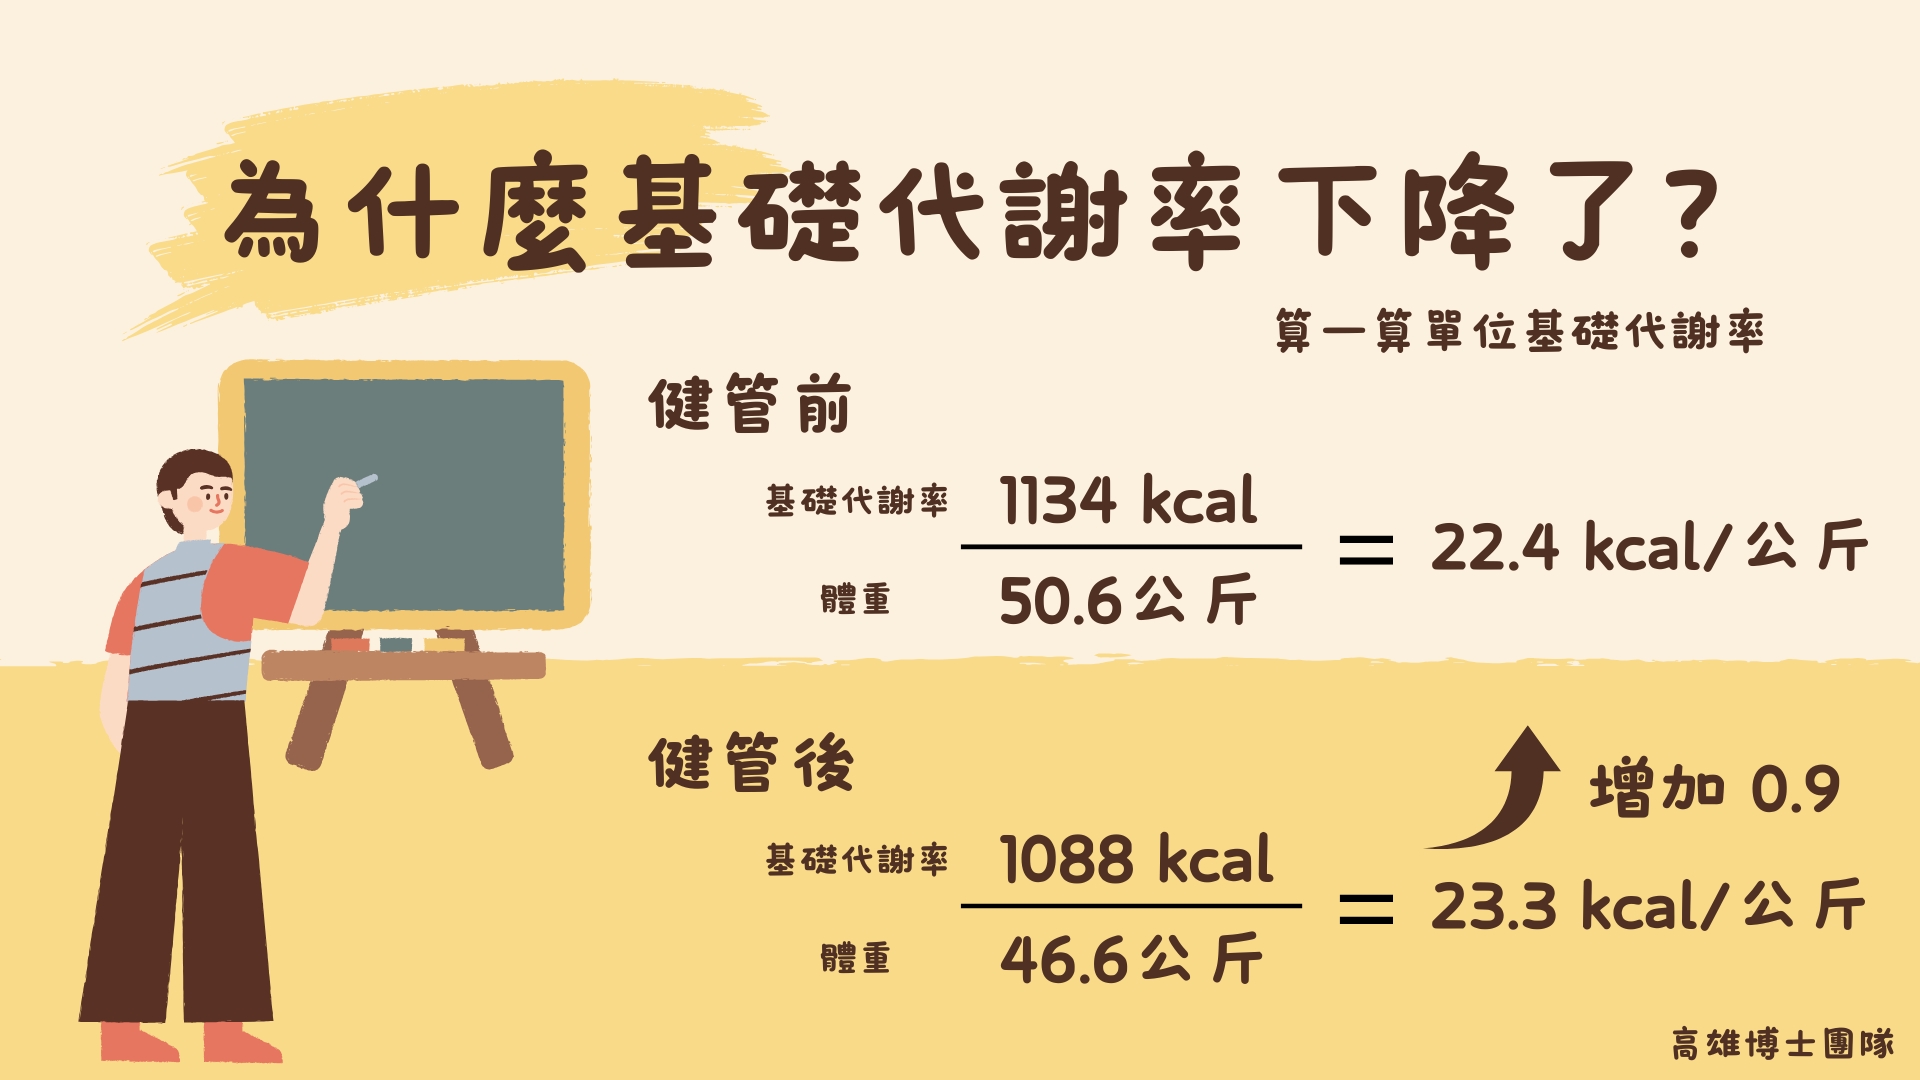 為什麼基礎代謝率下降了?
算一算單位基礎代謝率
健管前
基礎代謝率 1134 kcal
體重 50.6公斤
= 22.4 kcal/公斤
健管後
增加 0.9
基礎代謝率 1088 kcal
體重 46.6公斤
= 23.3 kcal/公斤
高雄博士團隊